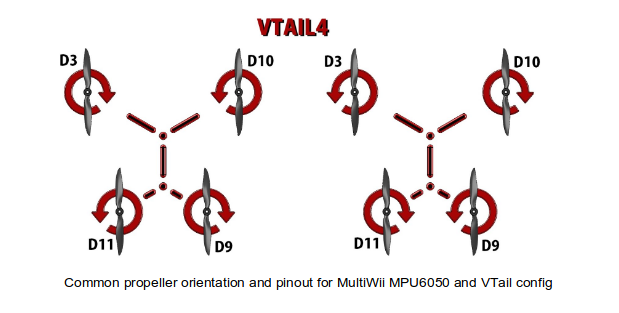 VTAIL4
D3 D10 D3 D10
D11 D9 D11 D9
Common propeller orientation and pinout for MultiWii MPU6050 and VTail config